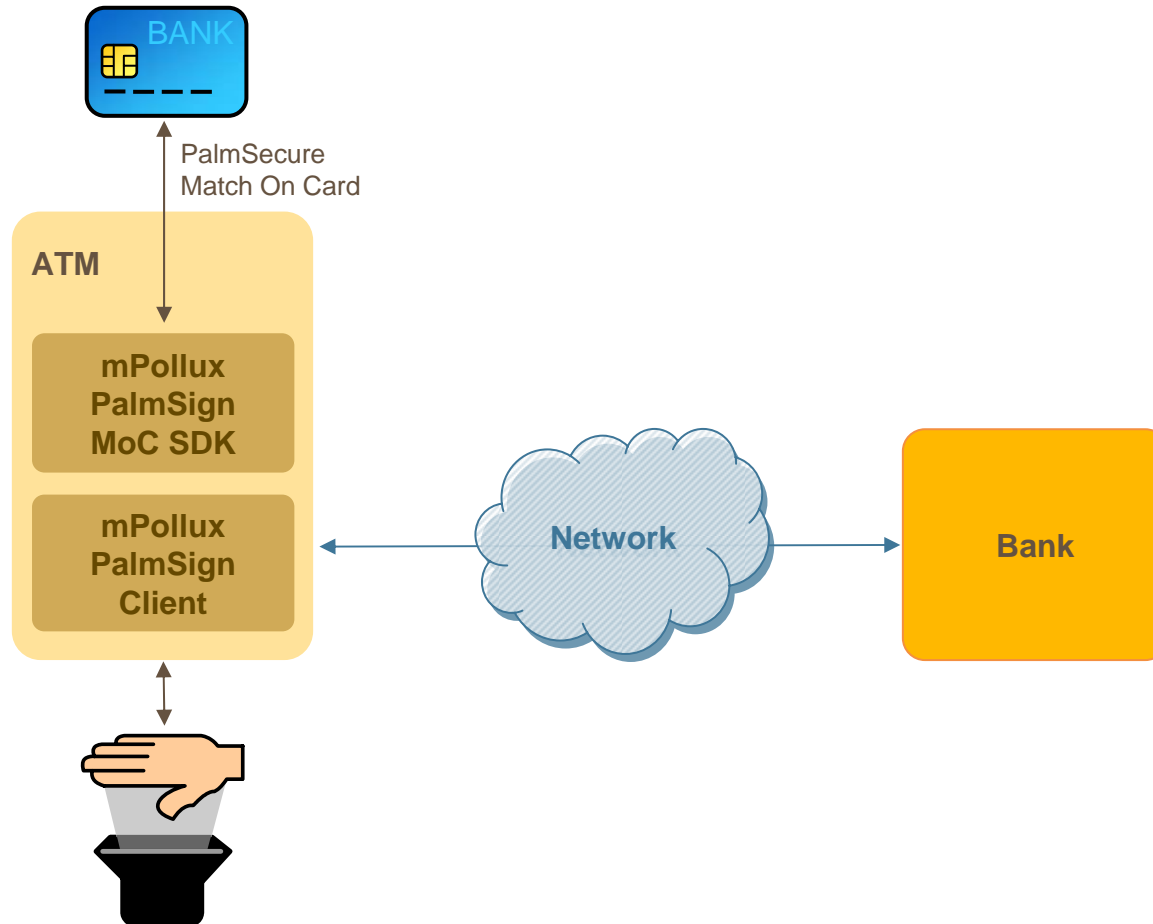 BANK
PalmSecure
Match On Card
ATM
mPollux
PalmSign
MoC SDK
mPollux
PalmSign
Client
Network
Bank